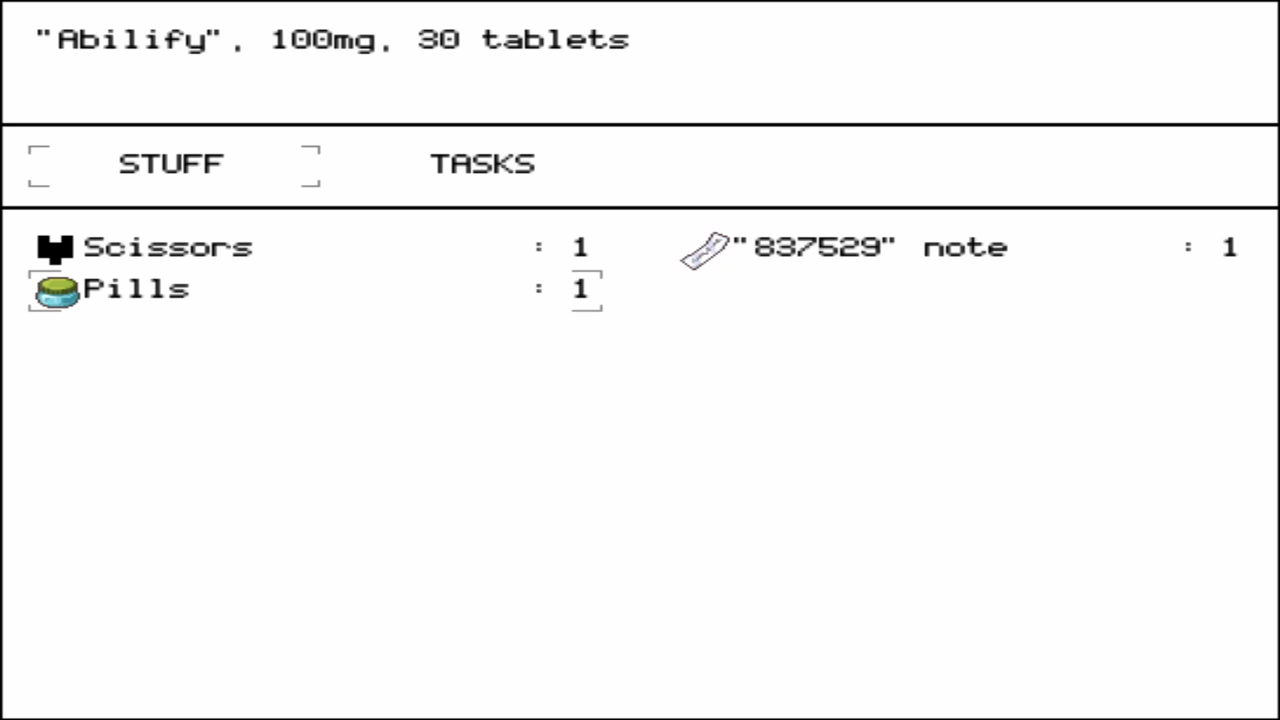 "Abilify", 100mg, 30 tablets
STUFF TASKS
Scissors : 1 "837529" note : 1
Pills : 1